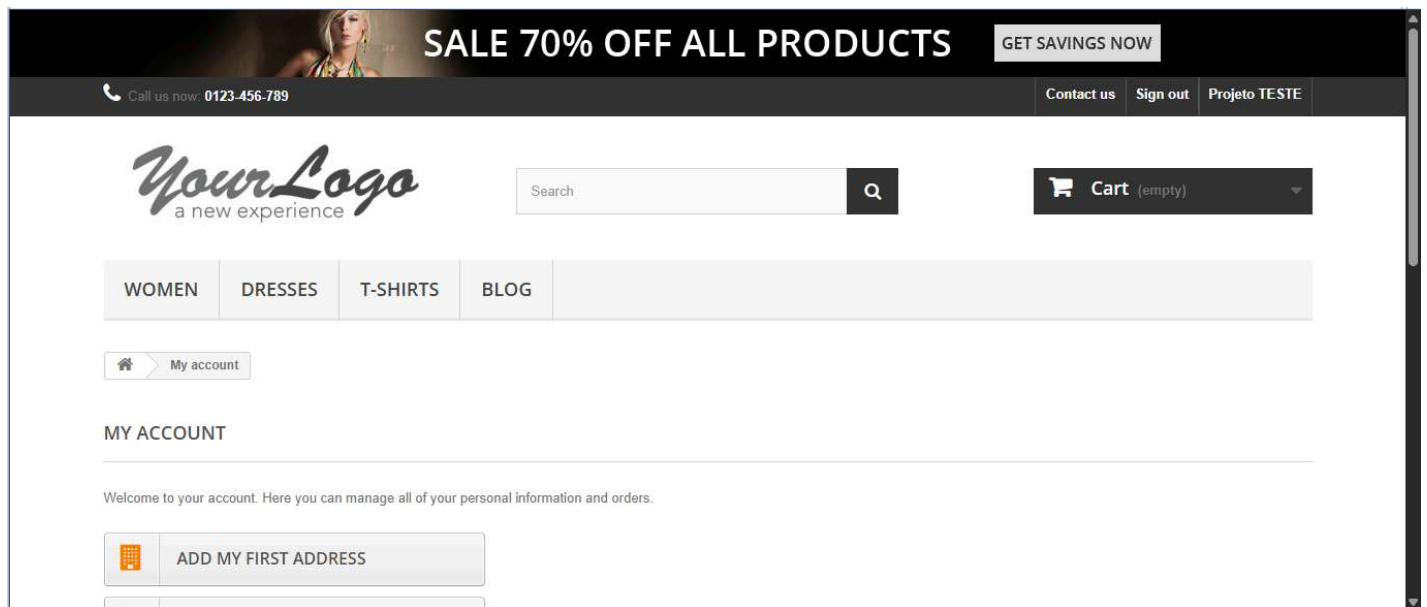 SALE 70% OFF ALL PRODUCTS GET SAVINGS NOW
Call us now: 0123-456-789 Contact us Sign out Projeto TESTE
YourLogo
a new experience
Search
Cart (empty)
WOMEN DRESSES T-SHIRTS BLOG
My account
MY ACCOUNT
Welcome to your account. Here you can manage all of your personal information and orders.
ADD MY FIRST ADDRESS